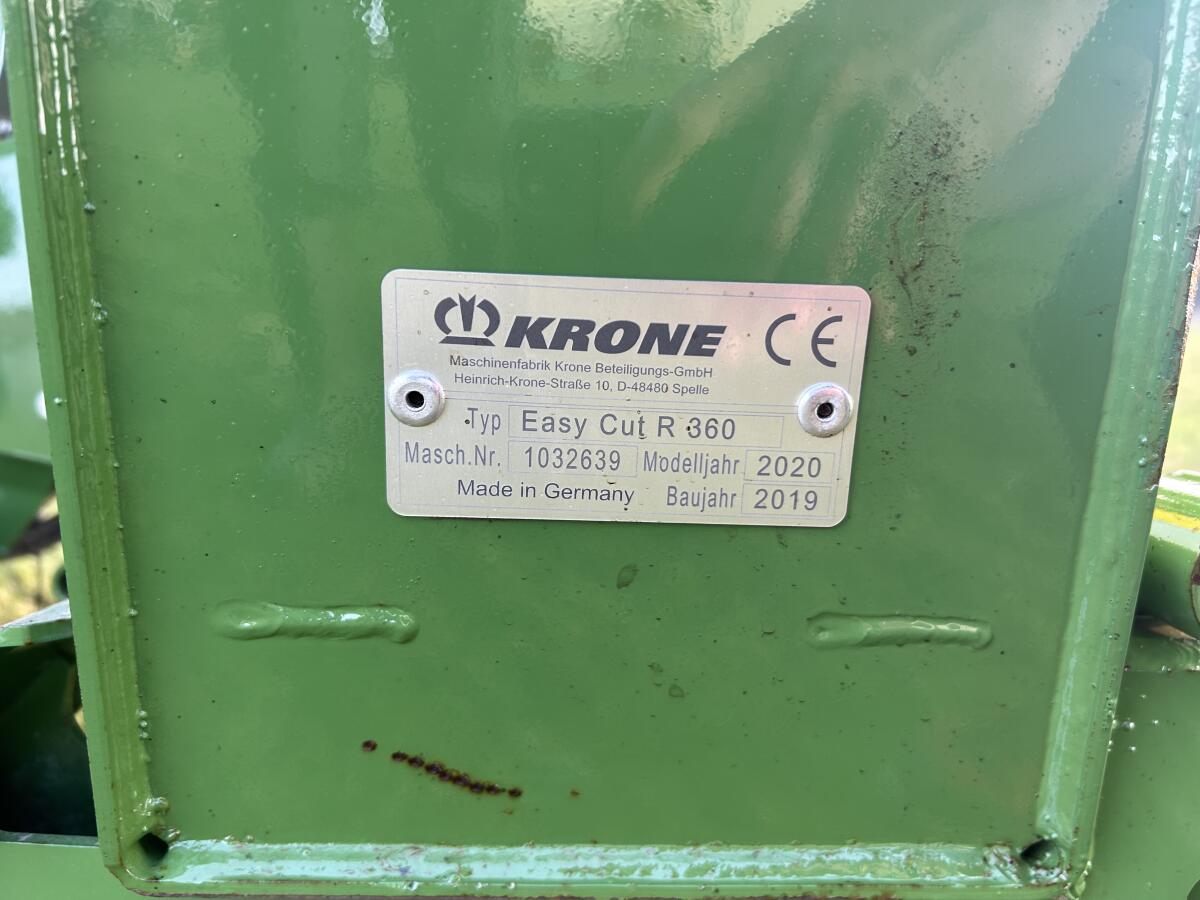 KRONE CE
Maschinenfabrik Krone Beteiligungs-GmbH
Heinrich-Krone-Straße 10, D-48480 Spelle
Typ Easy Cut R 360
Masch.Nr. 1032639 Modelljahr 2020
Made in Germany Baujahr 2019